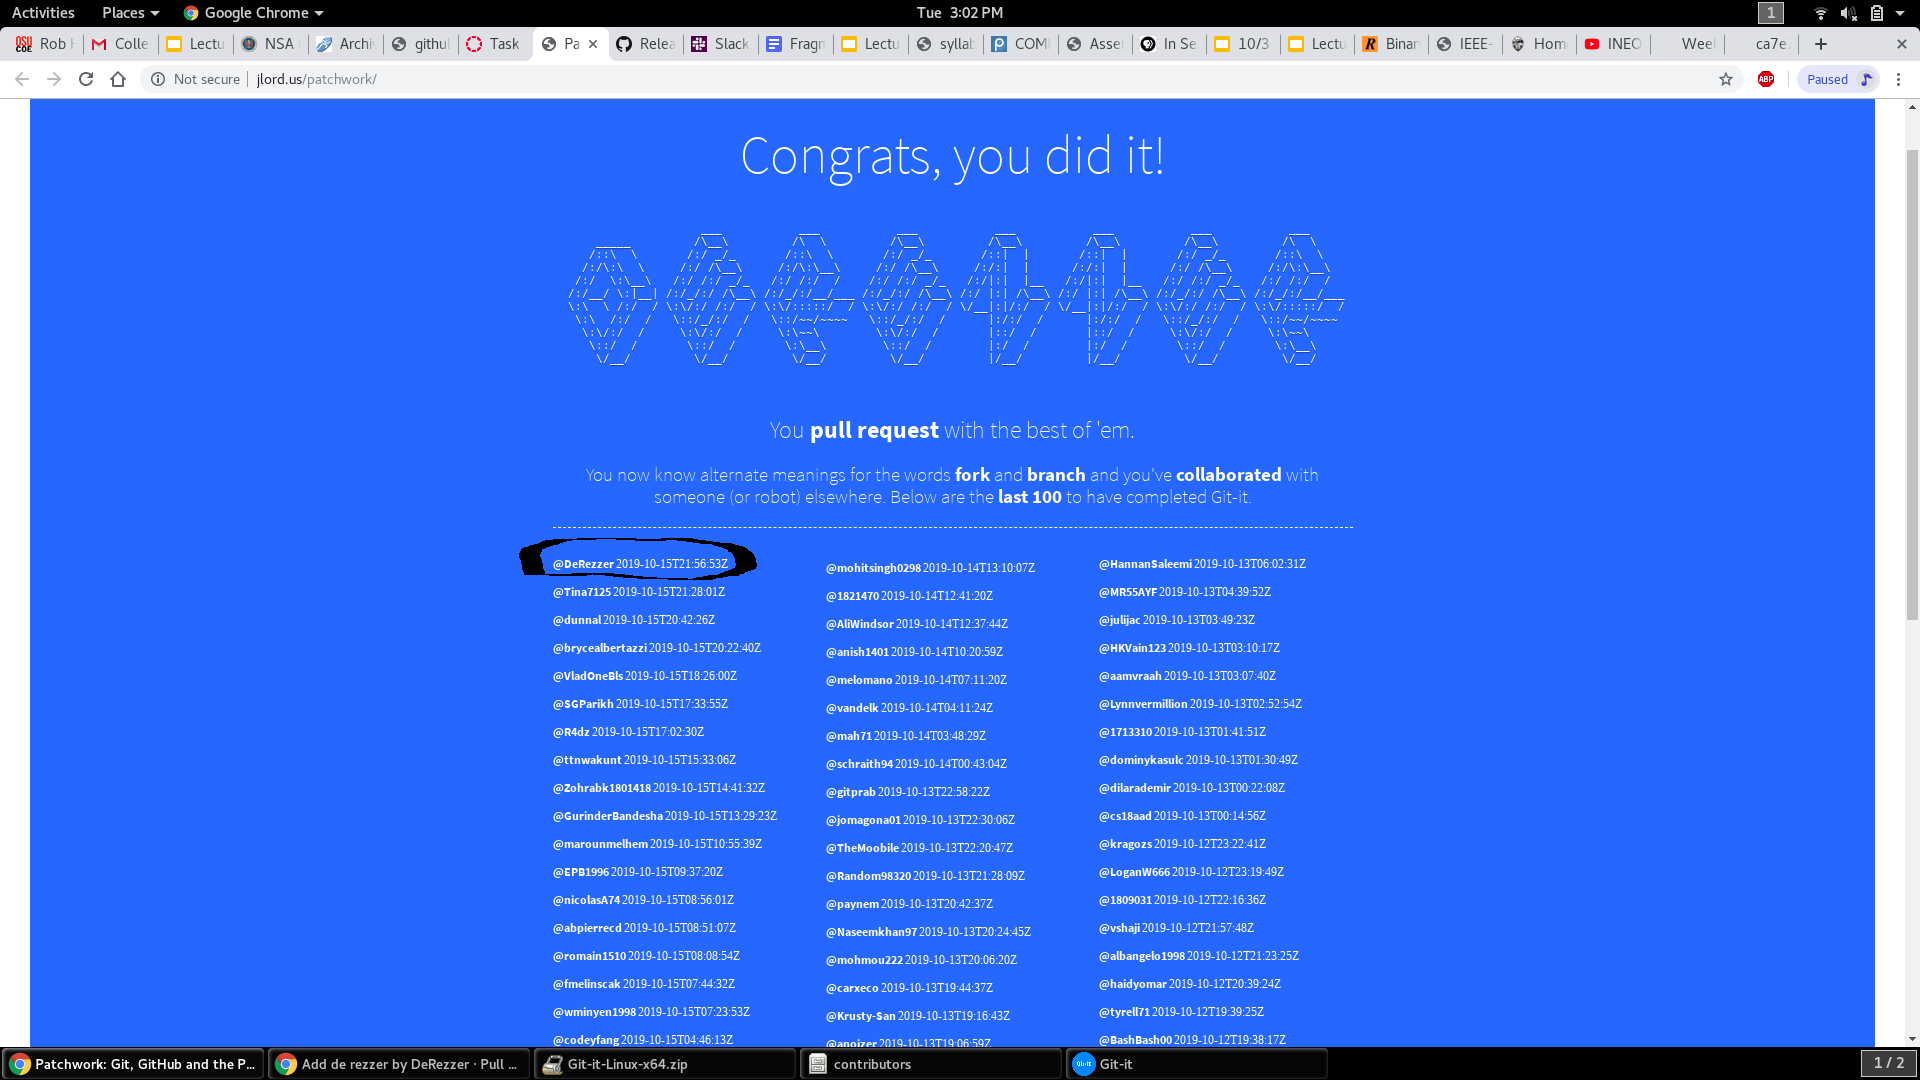 Activities Places Google Chrome Tue 3:02 PM 1
Rob Colle Lectu NSA Archiv githu Task Pa Relea Slack Fragn Lectu syllab COM Asse In Se 10/3 Lectu Binar IEEE- Hom INEO Weel ca7e
Not secure jlord.us/patchwork/ ABP Paused
Congrats, you did it!
You pull request with the best of 'em.
You now know alternate meanings for the words fork and branch and you've collaborated with
someone (or robot) elsewhere. Below are the last 100 to have completed Git-it.
@DeRezzer 2019-10-15T21:56:53Z
@Tina7125 2019-10-15T21:28:01Z
@dunnal 2019-10-15T20:42:26Z
@brycealbertazzi 2019-10-15T20:22:40Z
@VladOneBls 2019-10-15T18:26:00Z
@SGParikh 2019-10-15T17:33:55Z
@R4dz 2019-10-15T17:02:30Z
@ttnwakunt 2019-10-15T15:33:06Z
@Zohrabk1801418 2019-10-15T14:41:32Z
@GurinderBandesha 2019-10-15T13:29:23Z
@marounmelhem 2019-10-15T10:55:39Z
@EPB1996 2019-10-15T09:37:20Z
@nicolasA74 2019-10-15T08:56:01Z
@abpierrecd 2019-10-15T08:51:07Z
@romain1510 2019-10-15T08:08:54Z
@fmelinscak 2019-10-15T07:44:32Z
@wminyen1998 2019-10-15T07:23:53Z
@codeyfang 2019-10-15T04:46:13Z
@mohitsingh0298 2019-10-14T13:10:07Z
@1821470 2019-10-14T12:41:20Z
@AliWindsor 2019-10-14T12:37:44Z
@anish1401 2019-10-14T10:20:59Z
@melomano 2019-10-14T07:11:20Z
@vandelk 2019-10-14T04:11:24Z
@mah71 2019-10-14T03:48:29Z
@schraith94 2019-10-14T00:43:04Z
@gitprab 2019-10-13T22:58:22Z
@jomagona01 2019-10-13T22:30:06Z
@TheMoobile 2019-10-13T22:20:47Z
@Random98320 2019-10-13T21:28:09Z
@paynem 2019-10-13T20:42:37Z
@Naseemkhan97 2019-10-13T20:24:45Z
@mohmou222 2019-10-13T20:06:20Z
@carxeco 2019-10-13T19:44:37Z
@Krusty-San 2019-10-13T19:16:43Z
@anoizer 2019-10-13T19:06:59Z
@HannanSaleemi 2019-10-13T06:02:31Z
@MR55AYF 2019-10-13T04:39:52Z
@julijac 2019-10-13T03:49:23Z
@HKVain123 2019-10-13T03:10:17Z
@aamvraah 2019-10-13T03:07:40Z
@Lynnvermillion 2019-10-13T02:52:54Z
@1713310 2019-10-13T01:41:51Z
@dominykasulc 2019-10-13T01:30:49Z
@dilarademir 2019-10-13T00:22:08Z
@cs18aad 2019-10-13T00:14:56Z
@kragozs 2019-10-12T23:22:41Z
@LoganW666 2019-10-12T23:19:49Z
@1809031 2019-10-12T22:16:36Z
@vshaji 2019-10-12T21:57:48Z
@albangelo1998 2019-10-12T21:23:25Z
@haidyomar 2019-10-12T20:39:24Z
@tyrell71 2019-10-12T19:39:25Z
@BashBash00 2019-10-12T19:38:17Z
Patchwork: Git, GitHub and the P... Add de rezzer by DeRezzer · Pull ... Git-it-Linux-x64.zip contributors Git-it 1 / 2